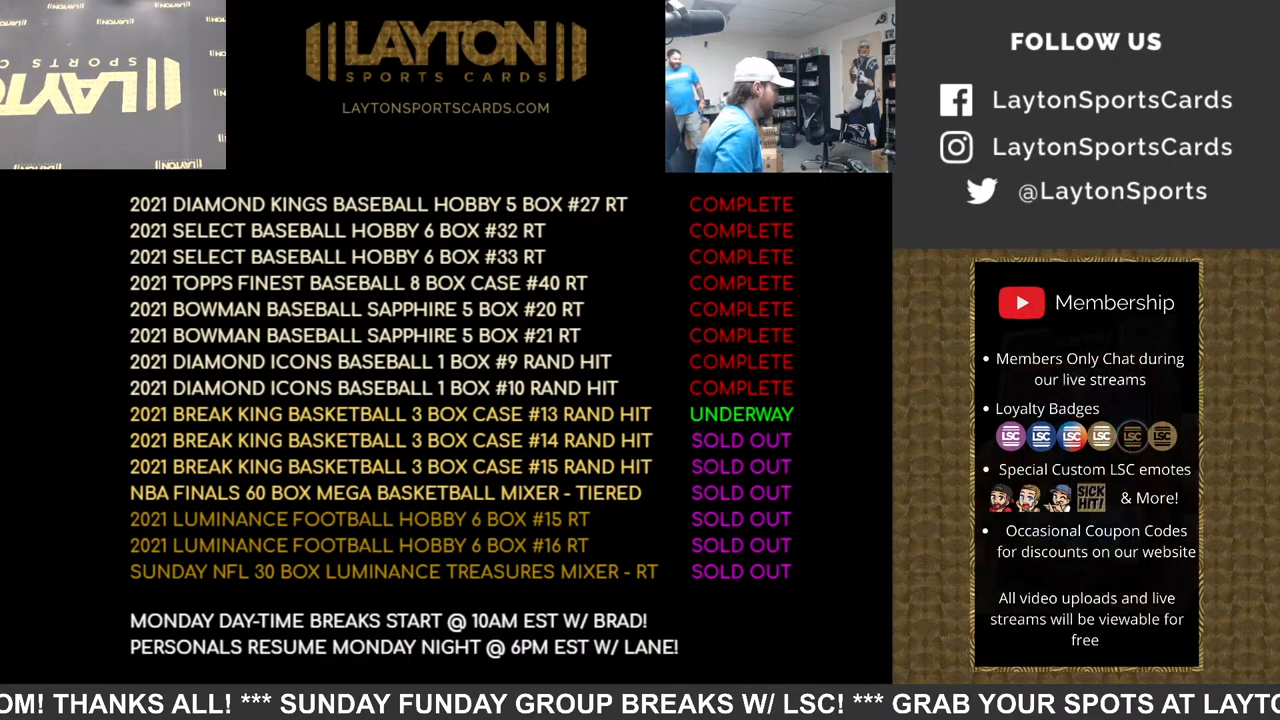 LAYTON
SPORTS CARDS
LAYTONSPORTSCARDS.COM
FOLLOW US
LaytonSportsCards
LaytonSportsCards
@LaytonSports
2021 DIAMOND KINGS BASEBALL HOBBY 5 BOX #27 RT COMPLETE
2021 SELECT BASEBALL HOBBY 6 BOX #32 RT COMPLETE
2021 SELECT BASEBALL HOBBY 6 BOX #33 RT COMPLETE
2021 TOPPS FINEST BASEBALL 8 BOX CASE #40 RT COMPLETE
2021 BOWMAN BASEBALL SAPPHIRE 5 BOX #20 RT COMPLETE
2021 BOWMAN BASEBALL SAPPHIRE 5 BOX #21 RT COMPLETE
2021 DIAMOND ICONS BASEBALL 1 BOX #9 RAND HIT COMPLETE
2021 DIAMOND ICONS BASEBALL 1 BOX #10 RAND HIT COMPLETE
2021 BREAK KING BASKETBALL 3 BOX CASE #13 RAND HIT UNDERWAY
2021 BREAK KING BASKETBALL 3 BOX CASE #14 RAND HIT SOLD OUT
2021 BREAK KING BASKETBALL 3 BOX CASE #15 RAND HIT SOLD OUT
NBA FINALS 60 BOX MEGA BASKETBALL MIXER - TIERED SOLD OUT
2021 LUMINANCE FOOTBALL HOBBY 6 BOX #15 RT SOLD OUT
2021 LUMINANCE FOOTBALL HOBBY 6 BOX #16 RT SOLD OUT
SUNDAY NFL 30 BOX LUMINANCE TREASURES MIXER - RT SOLD OUT
MONDAY DAY-TIME BREAKS START @ 10AM EST W/ BRAD!
PERSONALS RESUME MONDAY NIGHT @ 6PM EST W/ LANE!
Membership
• Members Only Chat during
our live streams
• Loyalty Badges
LSC LSC LSC LSC LSC LSC
• Special Custom LSC emotes
SICK
HIT!
& More!
• Occasional Coupon Codes
for discounts on our website
All video uploads and live
streams will be viewable for
free
OM! THANKS ALL! *** SUNDAY FUNDAY GROUP BREAKS W/ LSC! *** GRAB YOUR SPOTS AT LAYTO